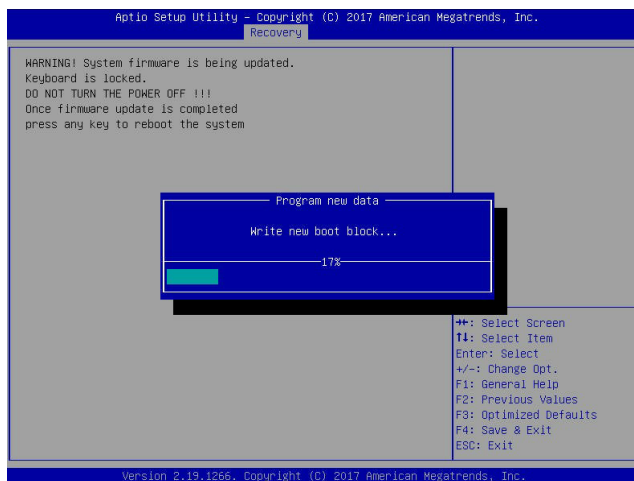 Aptio Setup Utility – Copyright (C) 2017 American Megatrends, Inc.
Recovery
WARNING! System firmware is being updated.
Keyboard is locked.
DO NOT TURN THE POWER OFF !!!
Once firmware update is completed
press any key to reboot the system
Program new data
Write new boot block...
17%
→←: Select Screen
↑↓: Select Item
Enter: Select
+/-: Change Opt.
F1: General Help
F2: Previous Values
F3: Optimized Defaults
F4: Save & Exit
ESC: Exit
Version 2.19.1266. Copyright (C) 2017 American Megatrends, Inc.